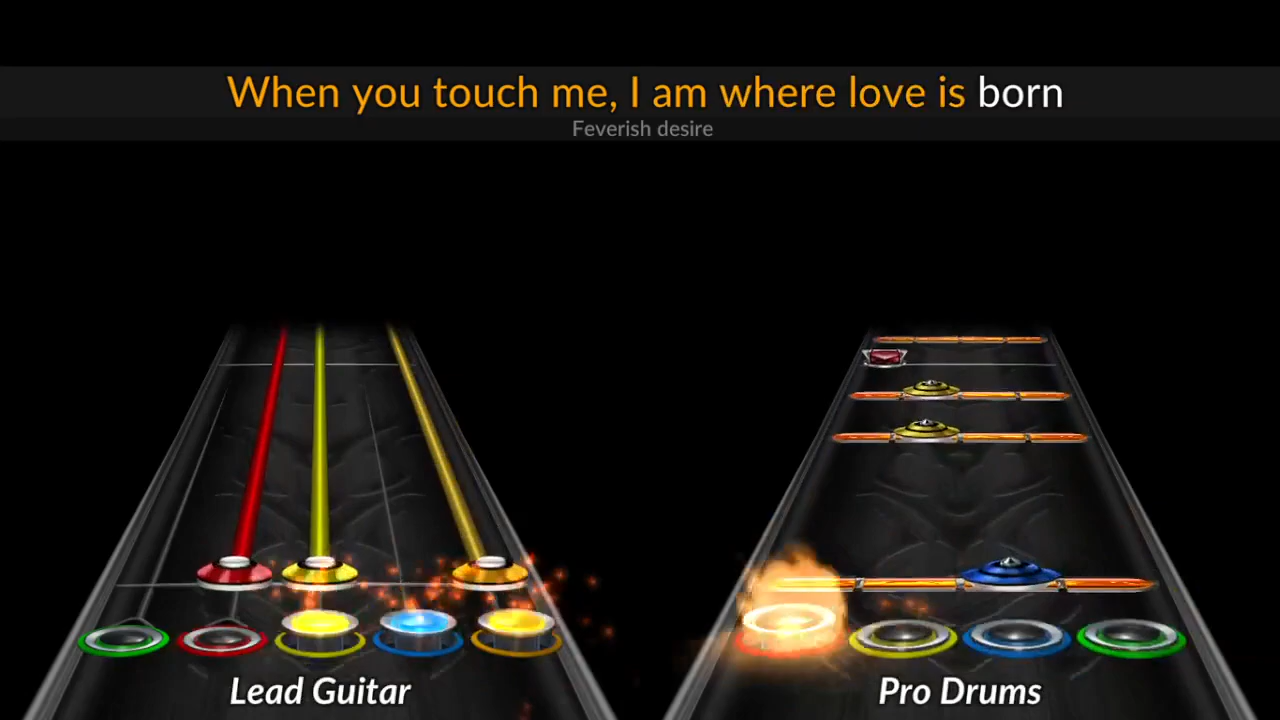 When you touch me, I am where love is born
Feverish desire
Lead Guitar
Pro Drums